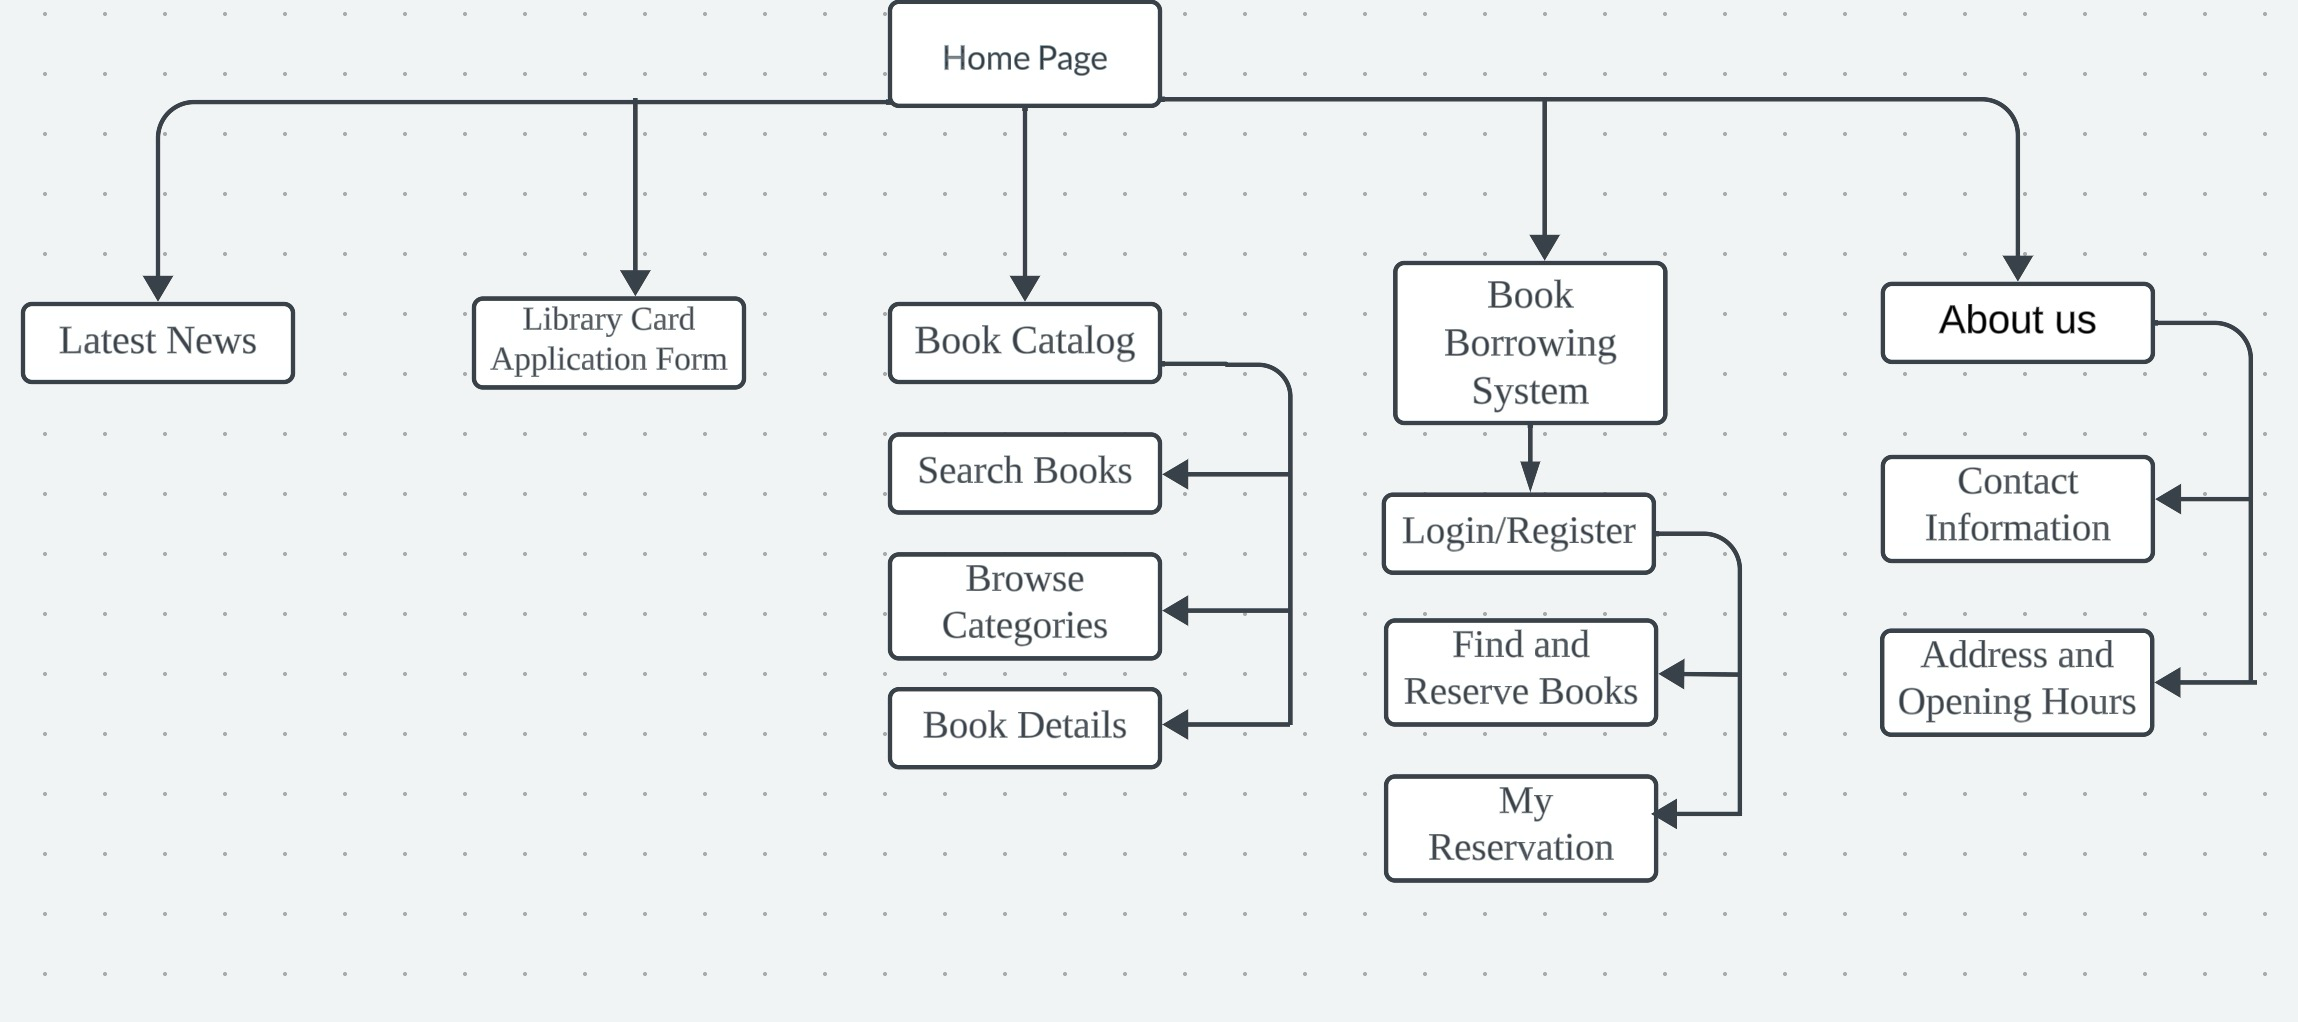 Home Page
Latest News
Library Card
Application Form
Book Catalog
Search Books
Browse
Categories
Book Details
Book
Borrowing
System
Login/Register
Find and
Reserve Books
My
Reservation
About us
Contact
Information
Address and
Opening Hours